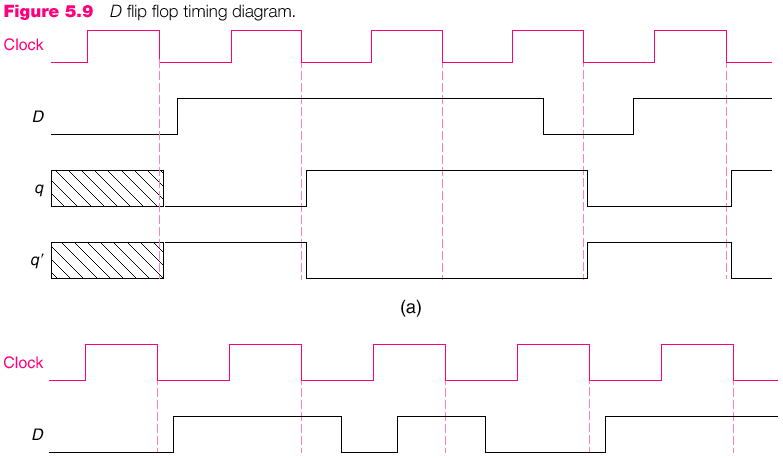 Figure 5.9 D flip flop timing diagram.
Clock
D
q
q′
(a)
Clock
D